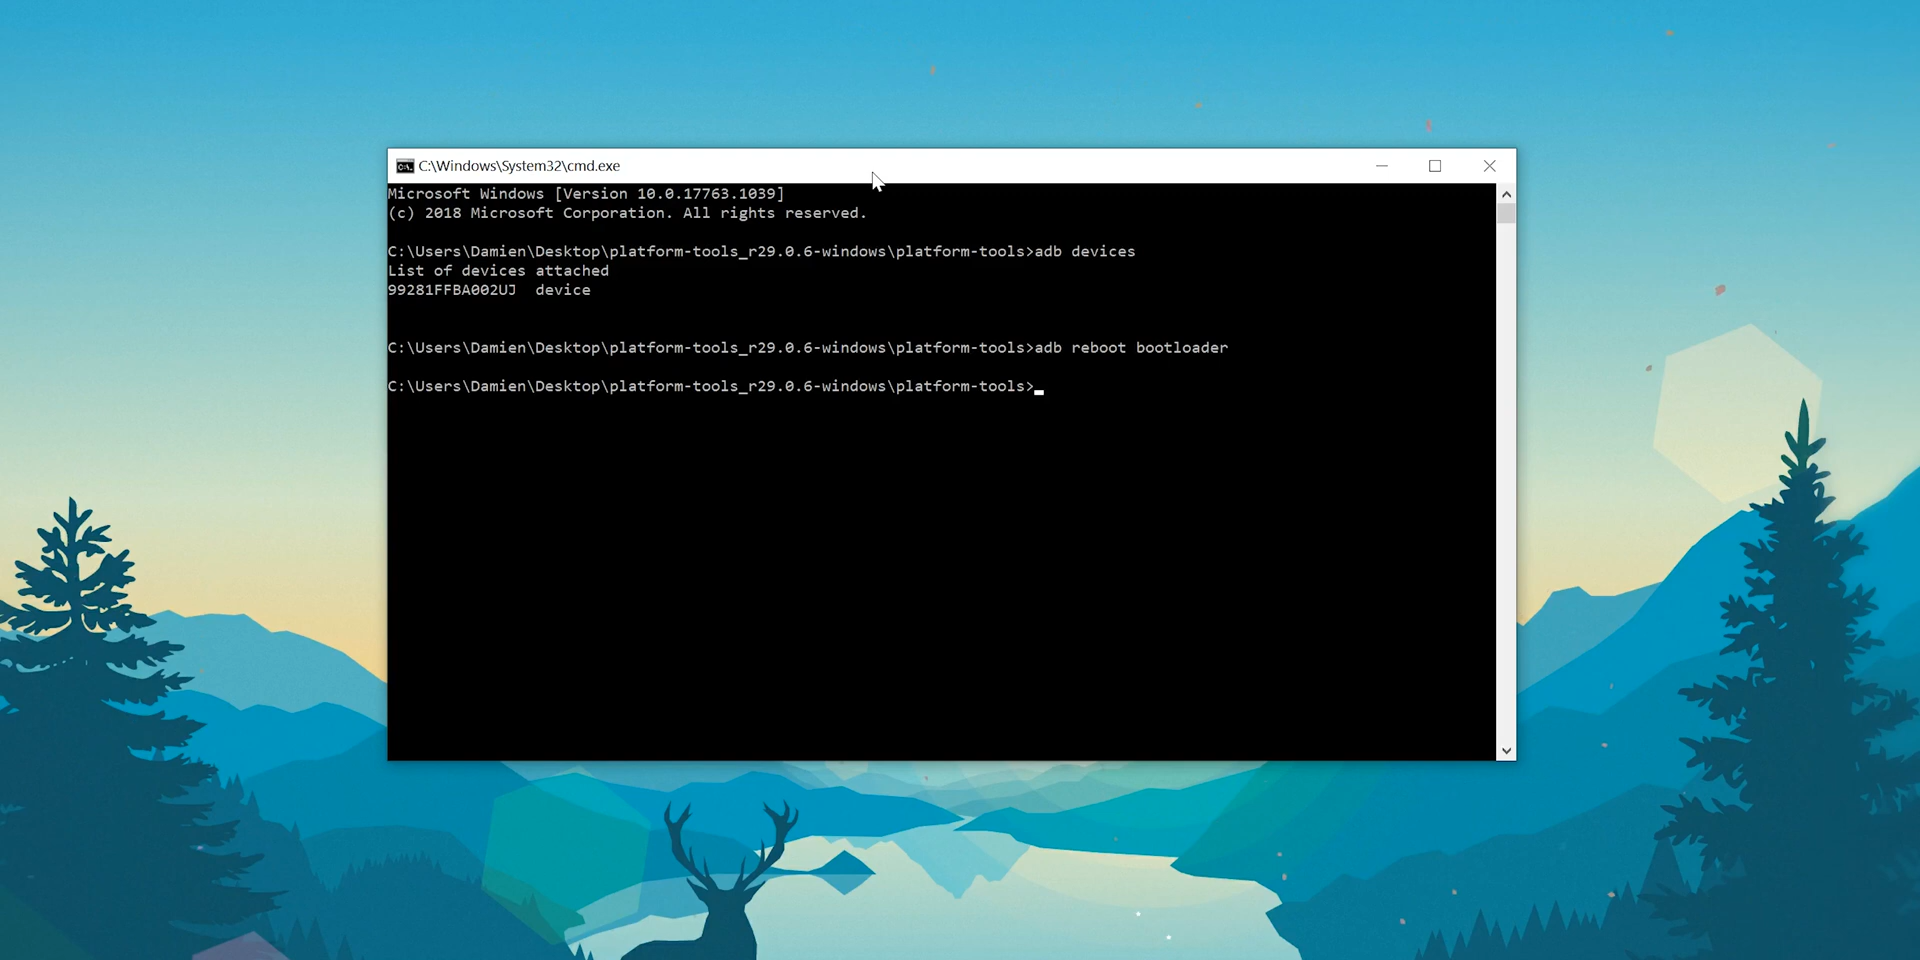 C:\Windows\System32\cmd.exe
Microsoft Windows [Version 10.0.17763.1039]
(c) 2018 Microsoft Corporation. All rights reserved.
C:\Users\Damien\Desktop\platform-tools_r29.0.6-windows\platform-tools>adb devices
List of devices attached
99281FFBA002UJ  device
C:\Users\Damien\Desktop\platform-tools_r29.0.6-windows\platform-tools>adb reboot bootloader
C:\Users\Damien\Desktop\platform-tools_r29.0.6-windows\platform-tools>